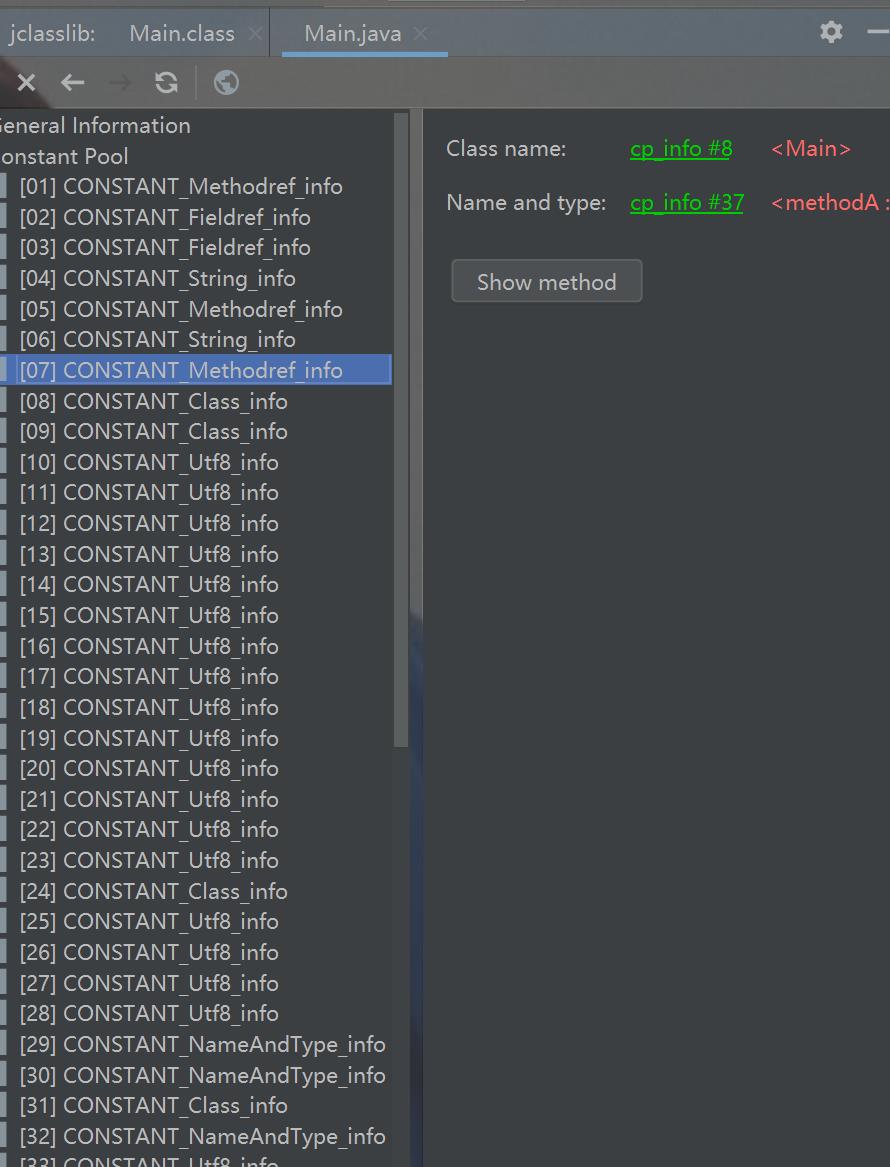 jclasslib: Main.class Main.java
General Information
Constant Pool
[01] CONSTANT_Methodref_info
[02] CONSTANT_Fieldref_info
[03] CONSTANT_Fieldref_info
[04] CONSTANT_String_info
[05] CONSTANT_Methodref_info
[06] CONSTANT_String_info
[07] CONSTANT_Methodref_info
[08] CONSTANT_Class_info
[09] CONSTANT_Class_info
[10] CONSTANT_Utf8_info
[11] CONSTANT_Utf8_info
[12] CONSTANT_Utf8_info
[13] CONSTANT_Utf8_info
[14] CONSTANT_Utf8_info
[15] CONSTANT_Utf8_info
[16] CONSTANT_Utf8_info
[17] CONSTANT_Utf8_info
[18] CONSTANT_Utf8_info
[19] CONSTANT_Utf8_info
[20] CONSTANT_Utf8_info
[21] CONSTANT_Utf8_info
[22] CONSTANT_Utf8_info
[23] CONSTANT_Utf8_info
[24] CONSTANT_Class_info
[25] CONSTANT_Utf8_info
[26] CONSTANT_Utf8_info
[27] CONSTANT_Utf8_info
[28] CONSTANT_Utf8_info
[29] CONSTANT_NameAndType_info
[30] CONSTANT_NameAndType_info
[31] CONSTANT_Class_info
[32] CONSTANT_NameAndType_info
[33] CONSTANT_Utf8_info
Class name: cp_info #8 <Main>
Name and type: cp_info #37 <methodA :
Show method